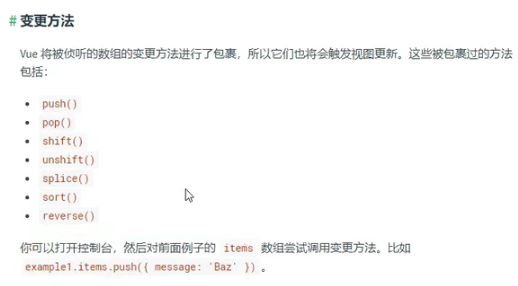 # 变更方法
Vue 将被侦听的数组的变更方法进行了包裹，所以它们也将会触发视图更新。这些被包裹过的方法
包括：
push()
pop()
shift()
unshift()
splice()
sort()
reverse()
你可以打开控制台，然后对前面例子的 items 数组尝试调用变更方法。比如
example1.items.push({ message: 'Baz' }) 。